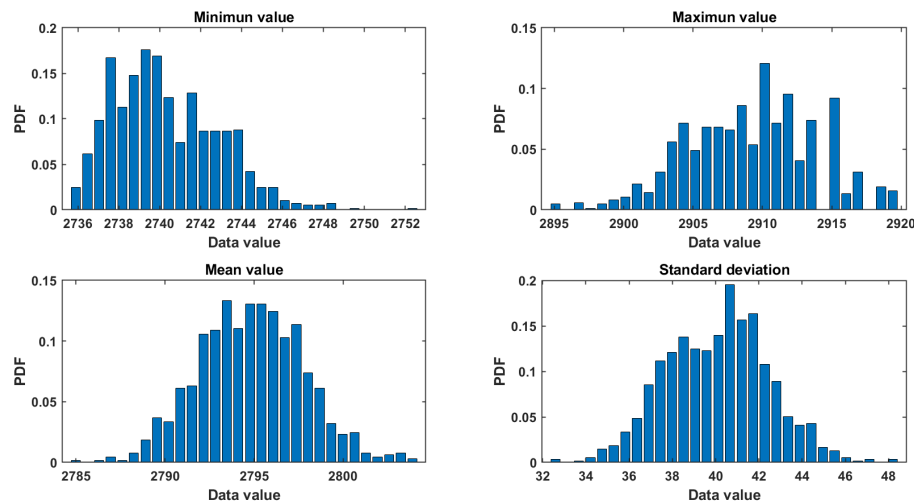 Minimun value
0.2
0.15
0.1
0.05
0
PDF
2736 2738 2740 2742 2744 2746 2748 2750 2752
Data value
Maximun value
0.15
0.1
0.05
0
PDF
2895 2900 2905 2910 2915 2920
Data value
Mean value
0.15
0.1
0.05
0
PDF
2785 2790 2795 2800
Data value
Standard deviation
0.2
0.15
0.1
0.05
0
PDF
32 34 36 38 40 42 44 46 48
Data value